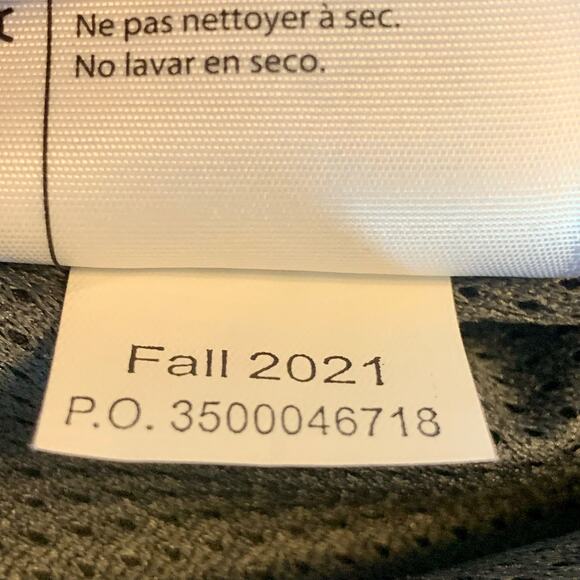 Ne pas nettoyer à sec.
No lavar en seco.
Fall 2021
P.O. 3500046718